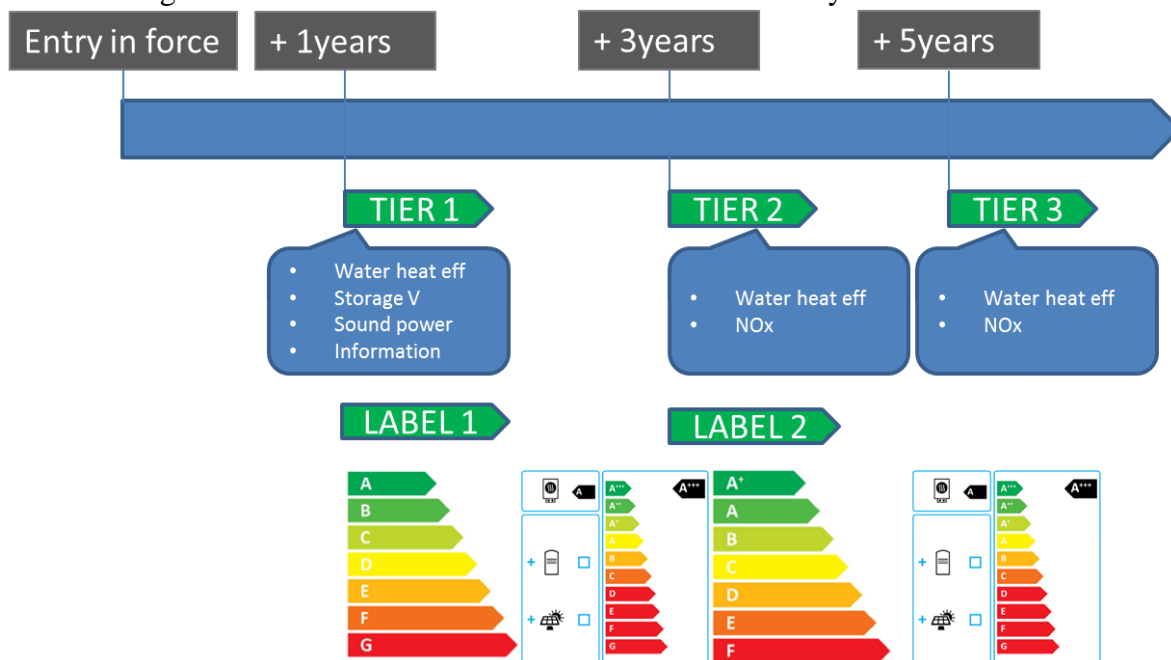 Entry in force
+ 1years
+ 3years
+ 5years
TIER 1
TIER 2
TIER 3
• Water heat eff
• Storage V
• Sound power
• Information
• Water heat eff
• NOx
• Water heat eff
• NOx
LABEL 1
LABEL 2
A
B
C
D
E
F
G
A
+
+
A+++
A+++
A++
A+
A
B
C
D
E
F
G
A+
A
B
C
D
E
F
A
+
+
A+++
A+++
A++
A+
A
B
C
D
E
F
G